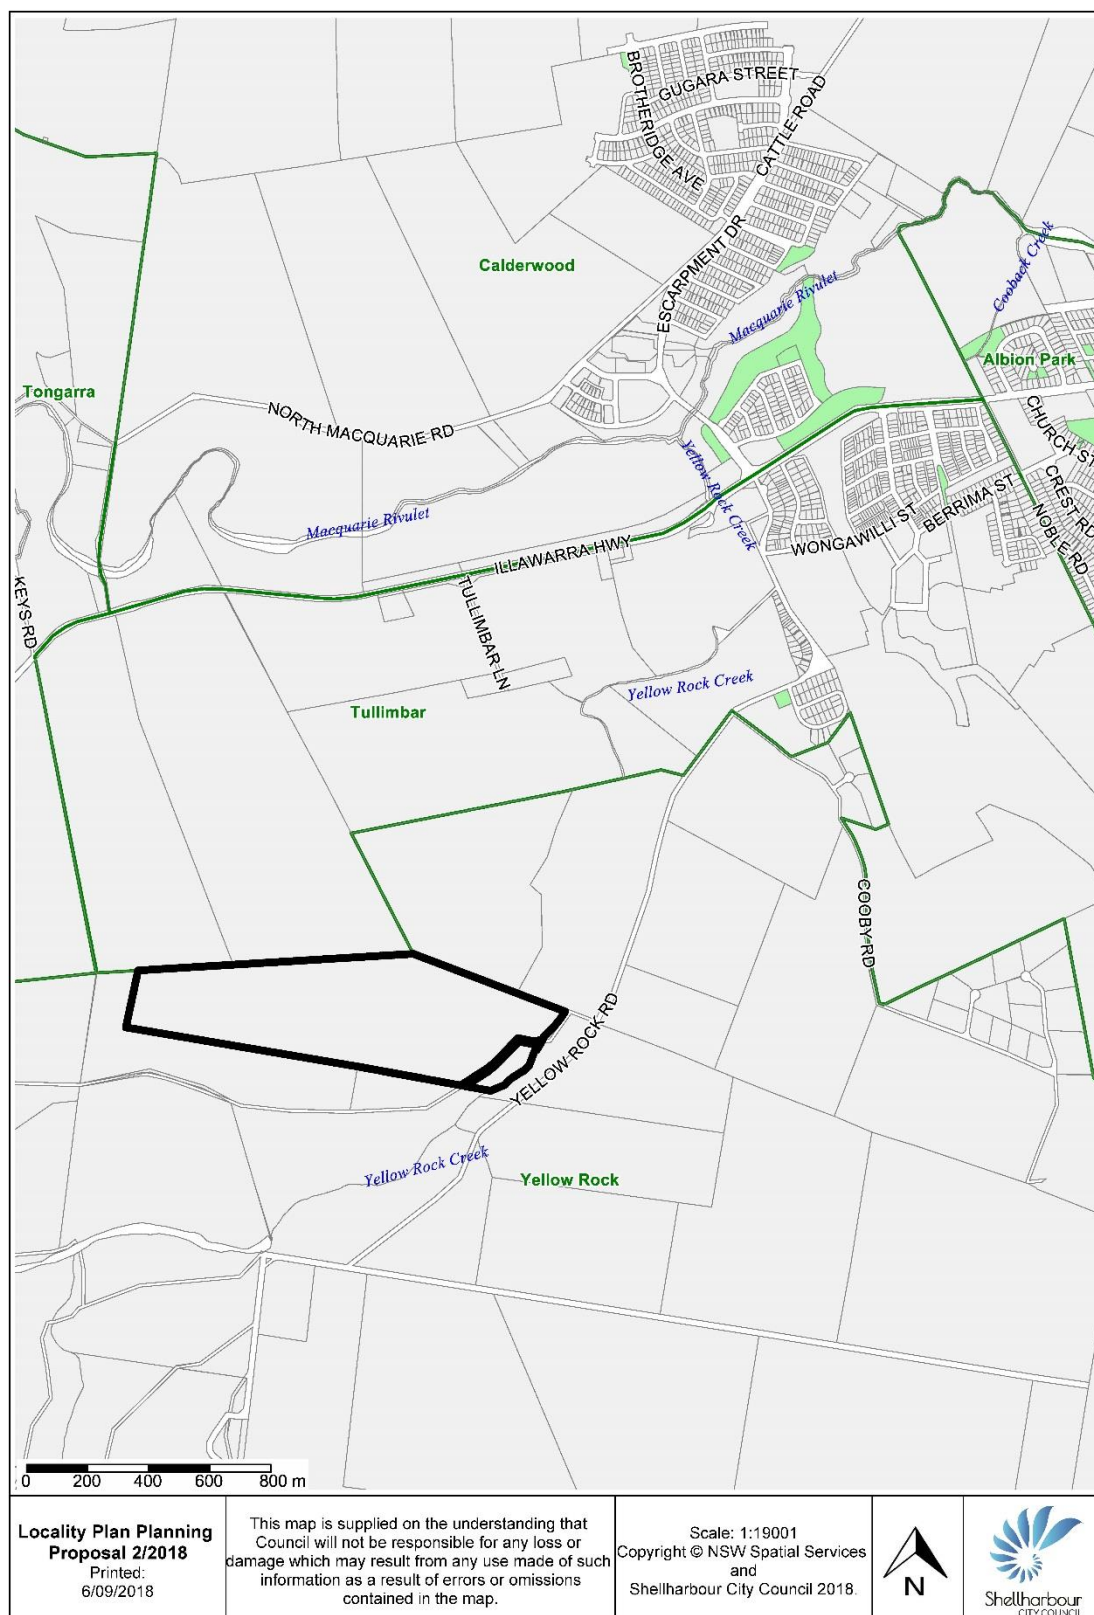 BROTHERIDGE AVE
GUGARA STREET
CATTLE ROAD
Calderwood
ESCARPMENT DR
Macquarie Rivulet
Cooback Creek
Albion Park
Tongarra
NORTH MACQUARIE RD
CHURCH ST
CREST RD
NOBLE RD
Yellow Rock Creek
BERRIMA ST
WONGAWILLI ST
Macquarie Rivulet
ILLAWARRA HWY
KEYS RD
TULLIMBAR LN
Yellow Rock Creek
Tullimbar
COOBY RD
YELLOW ROCK RD
Yellow Rock Creek
Yellow Rock
0 200 400 600 800 m
Locality Plan Planning
Proposal 2/2018
Printed:
6/09/2018
This map is supplied on the understanding that
Council will not be responsible for any loss or
damage which may result from any use made of such
information as a result of errors or omissions
contained in the map.
Scale: 1:19001
Copyright © NSW Spatial Services
and
Shellharbour City Council 2018.
N
Shellharbour
CITY COUNCIL